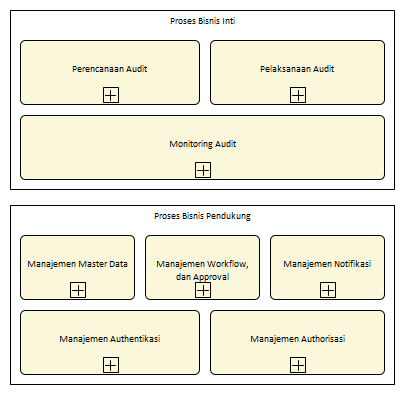 Proses Bisnis Inti
Perencanaan Audit
Pelaksanaan Audit
Monitoring Audit
Proses Bisnis Pendukung
Manajemen Master Data
Manajemen Workflow,
dan Approval
Manajemen Notifikasi
Manajemen Authentikasi
Manajemen Authorisasi